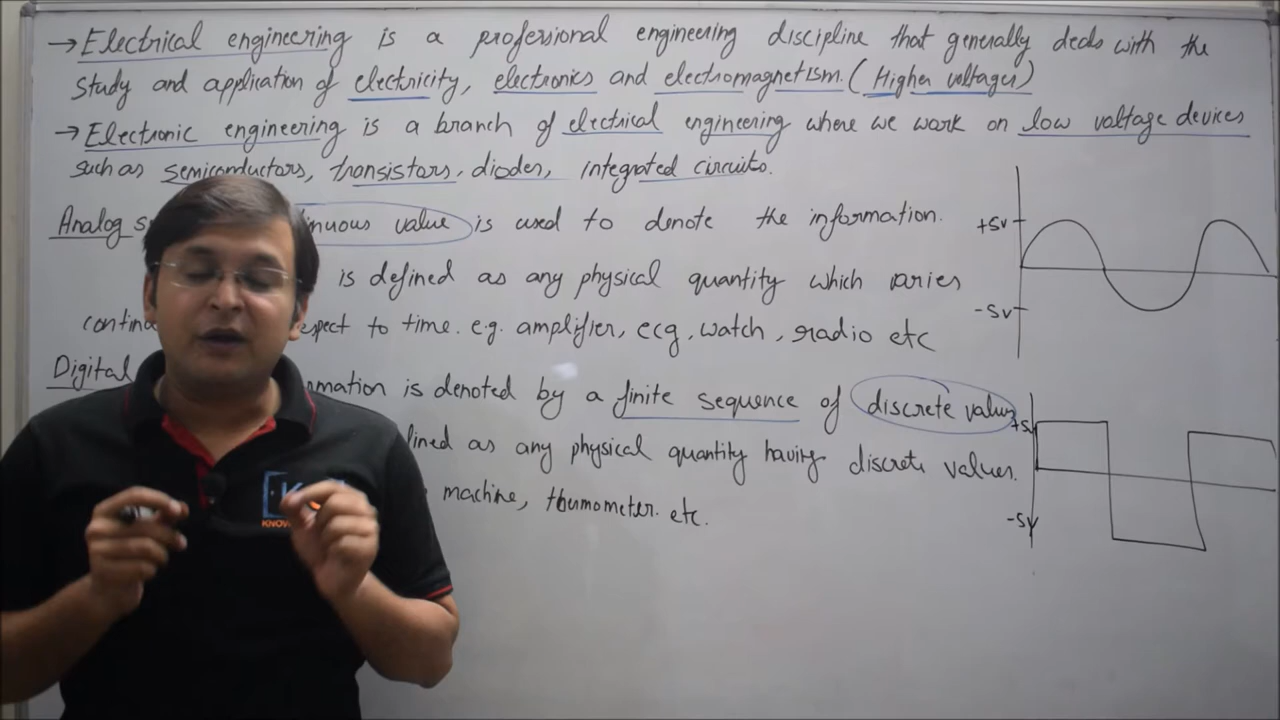 → Electrical engineering is a professional engineering discipline that generally deals with the
study and application of electricity, electronics and electromagnetism. (Higher voltages)
→ Electronic engineering is a branch of electrical engineering where we work on low voltage devices
such as semiconductors, transistors, diodes, integrated circuits.
Analog s nuous value is used to denote the information.
is defined as any physical quantity which varies
contin spect to time. e.g. amplifier, ecg, watch, radio etc
Digital mation is denoted by a finite sequence of discrete values
fined as any physical quantity having discrete values.
machine, thermometer. etc.
+5v
-5v
+5
-5v
KNOW